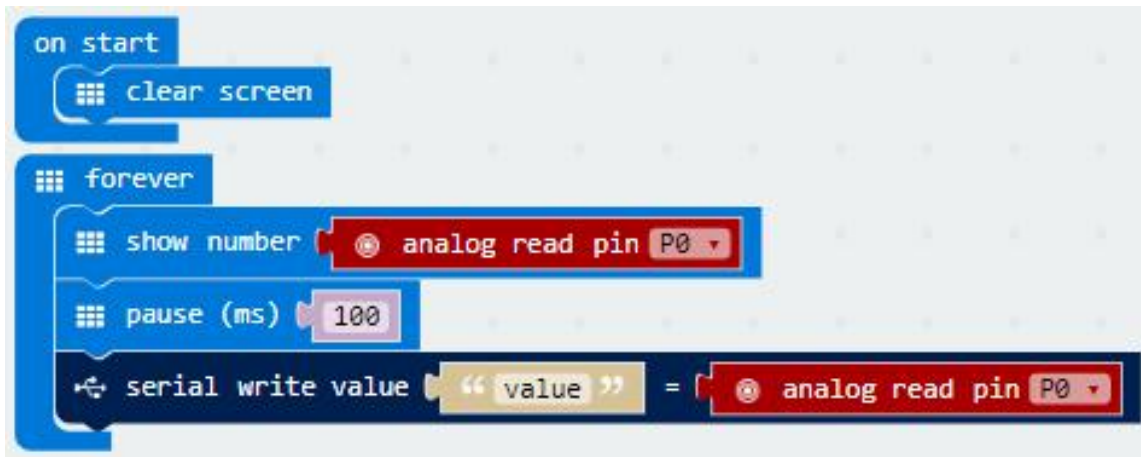 on start
clear screen
forever
show number analog read pin P0
pause (ms) 100
serial write value “ value ” = analog read pin P0